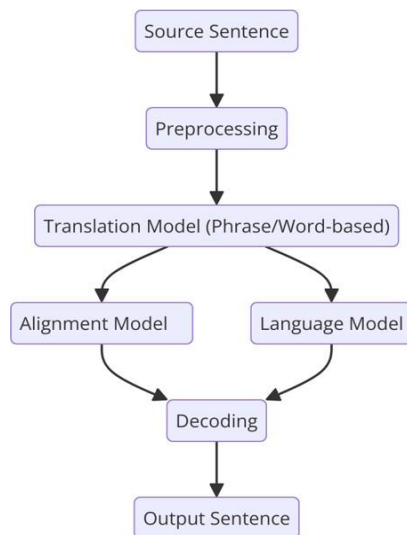 Source Sentence
Preprocessing
Translation Model (Phrase/Word-based)
Alignment Model
Language Model
Decoding
Output Sentence